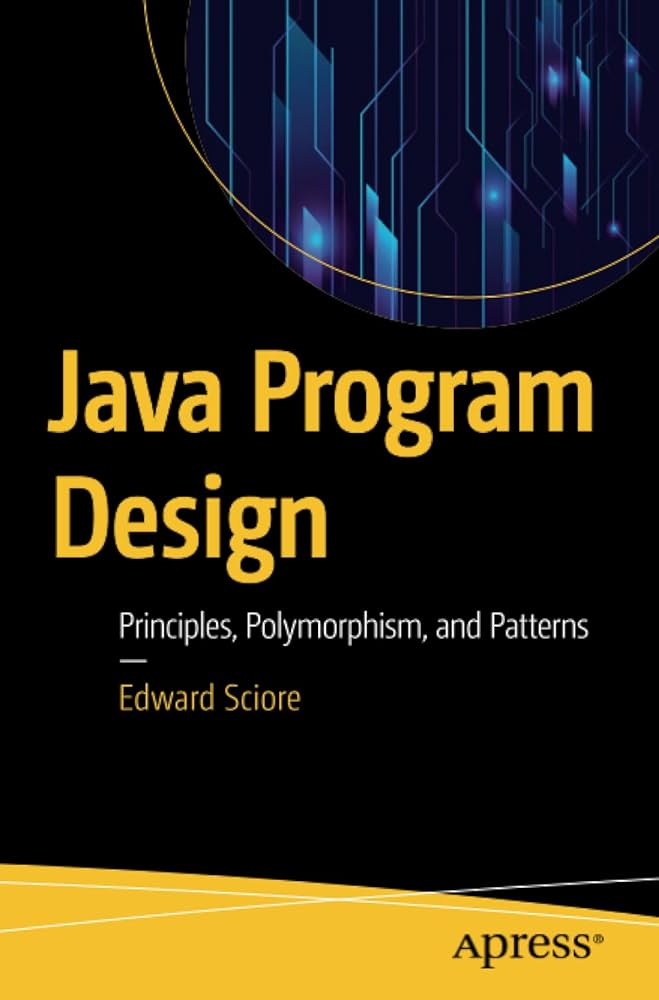 Java Program
Design
Principles, Polymorphism, and Patterns
Edward Sciore
Apress®